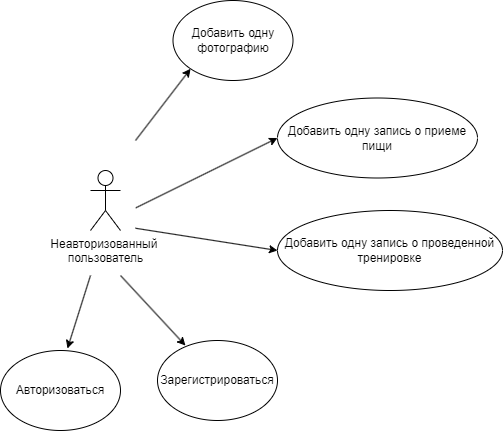 Добавить одну
фотографию
Добавить одну запись о приеме
пищи
Неавторизованный
пользователь
Добавить одну запись о проведенной
тренировке
Авторизоваться
Зарегистрироваться